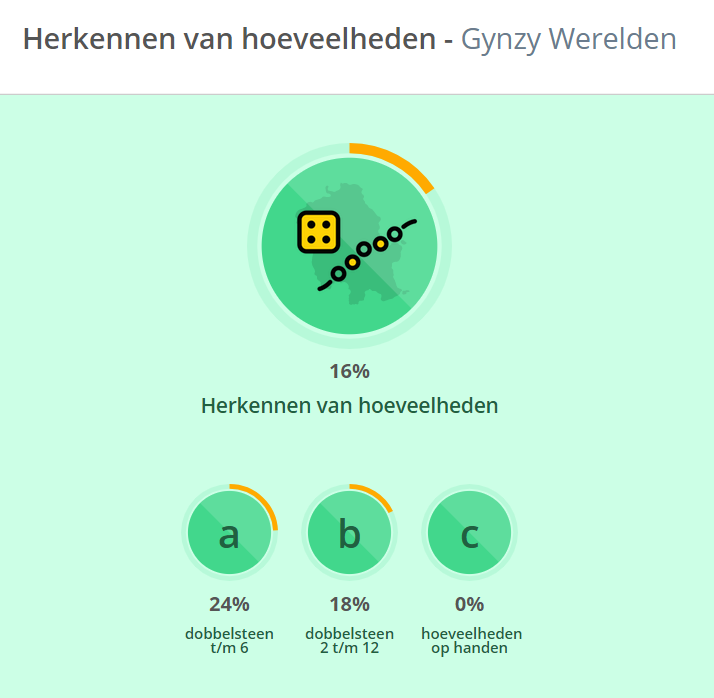 Herkennen van hoeveelheden - Gynzy Werelden
16%
Herkennen van hoeveelheden
a b c
24% 18% 0%
dobbelsteen dobbelsteen hoeveelheden
t/m 6 2 t/m 12 op handen